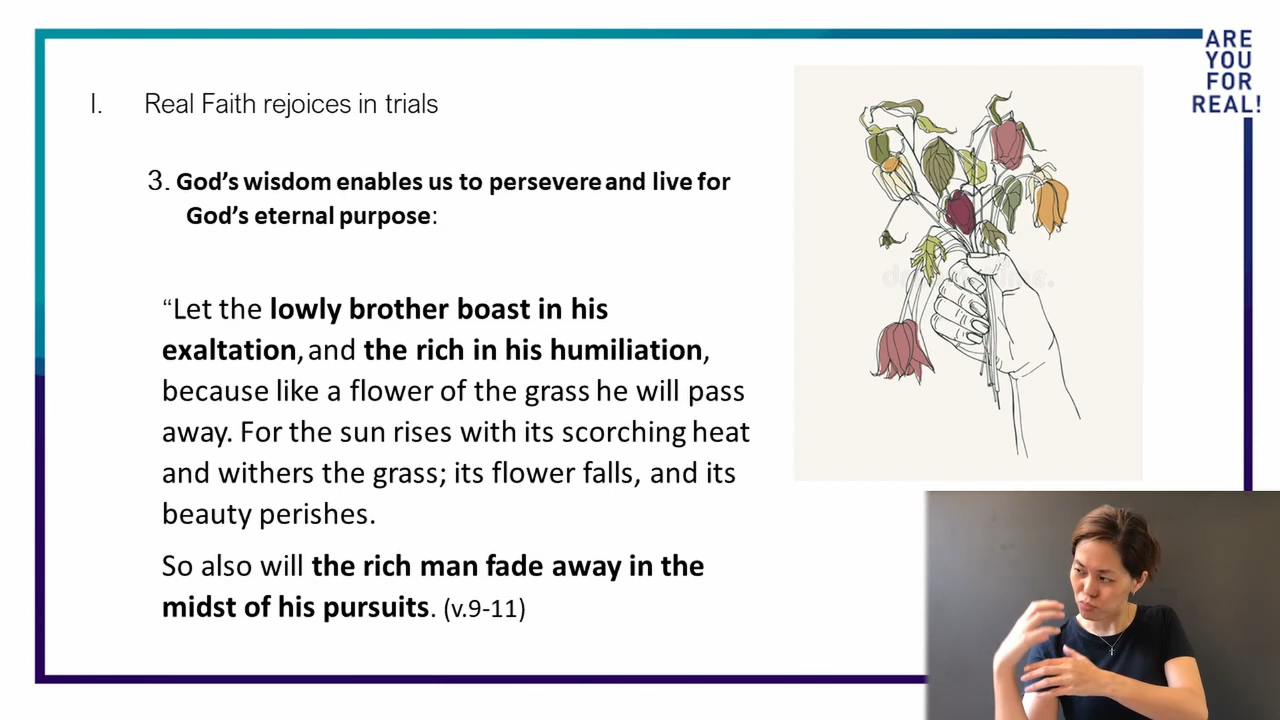 ARE
YOU
FOR
REAL!
I. Real Faith rejoices in trials
3. God's wisdom enables us to persevere and live for
God's eternal purpose:
“Let the lowly brother boast in his
exaltation, and the rich in his humiliation,
because like a flower of the grass he will pass
away. For the sun rises with its scorching heat
and withers the grass; its flower falls, and its
beauty perishes.
So also will the rich man fade away in the
midst of his pursuits. (v.9-11)